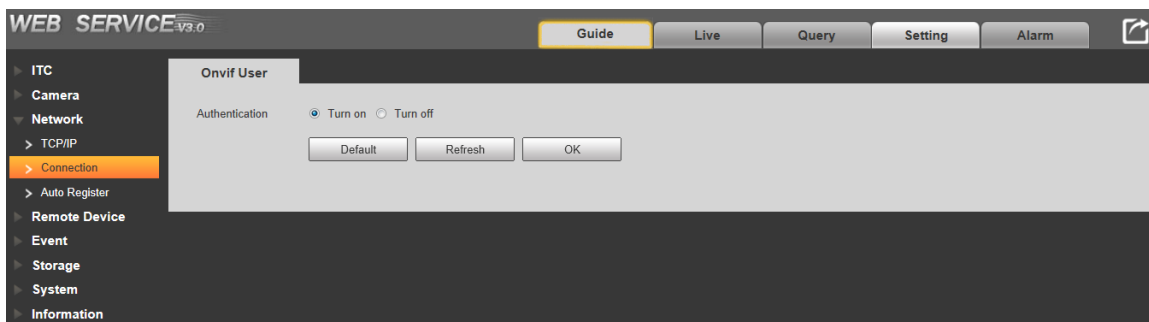 WEB SERVICE V3.0
Guide Live Query Setting Alarm
ITC
Camera
Network
TCP/IP
Connection
Auto Register
Remote Device
Event
Storage
System
Information
Onvif User
Authentication Turn on Turn off
Default Refresh OK